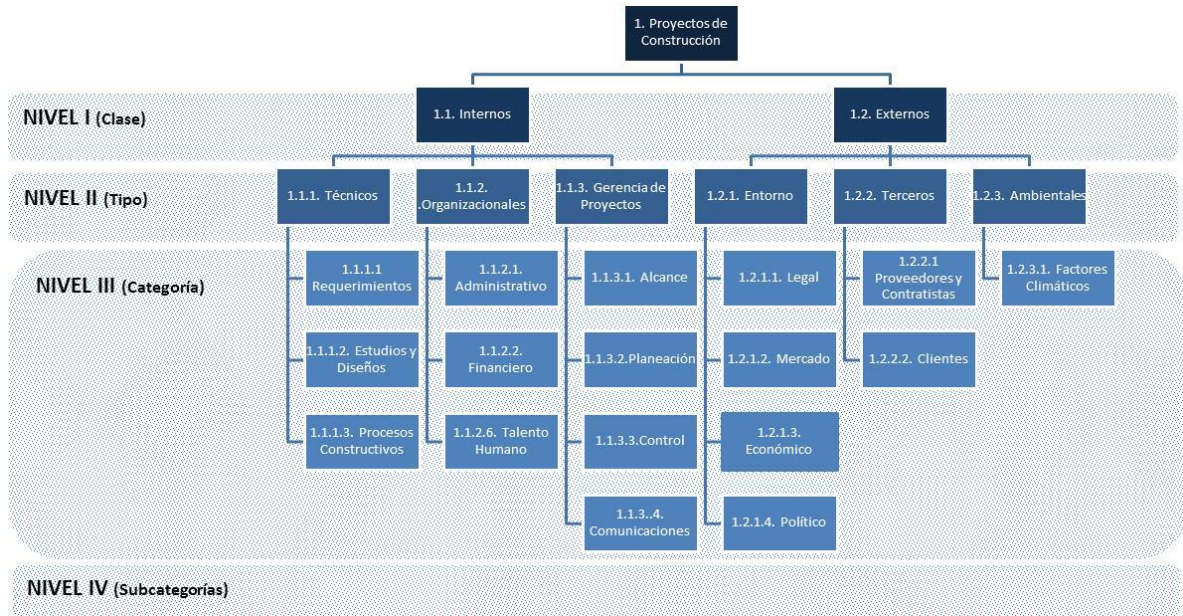 1. Proyectos de
Construcción
NIVEL I (Clase)
1.1. Internos
1.2. Externos
NIVEL II (Tipo)
1.1.1. Técnicos
1.1.2.
.Organizacionales
1.1.3. Gerencia de
Proyectos
1.2.1. Entorno
1.2.2. Terceros
1.2.3. Ambientales
NIVEL III (Categoría)
1.1.1.1
Requerimientos
1.1.2.1.
Administrativo
1.1.3.1. Alcance
1.2.1.1. Legal
1.2.2.1
Proveedores y
Contratistas
1.2.3.1. Factores
Climáticos
1.1.1.2. Estudios y
Diseños
1.1.2.2.
Financiero
1.1.3.2.Planeación
1.2.1.2. Mercado
1.2.2.2. Clientes
1.1.1.3. Procesos
Constructivos
1.1.2.6. Talento
Humano
1.1.3.3.Control
1.2.1.3.
Económico
1.1.3..4.
Comunicaciones
1.2.1.4. Político
NIVEL IV (Subcategorías)